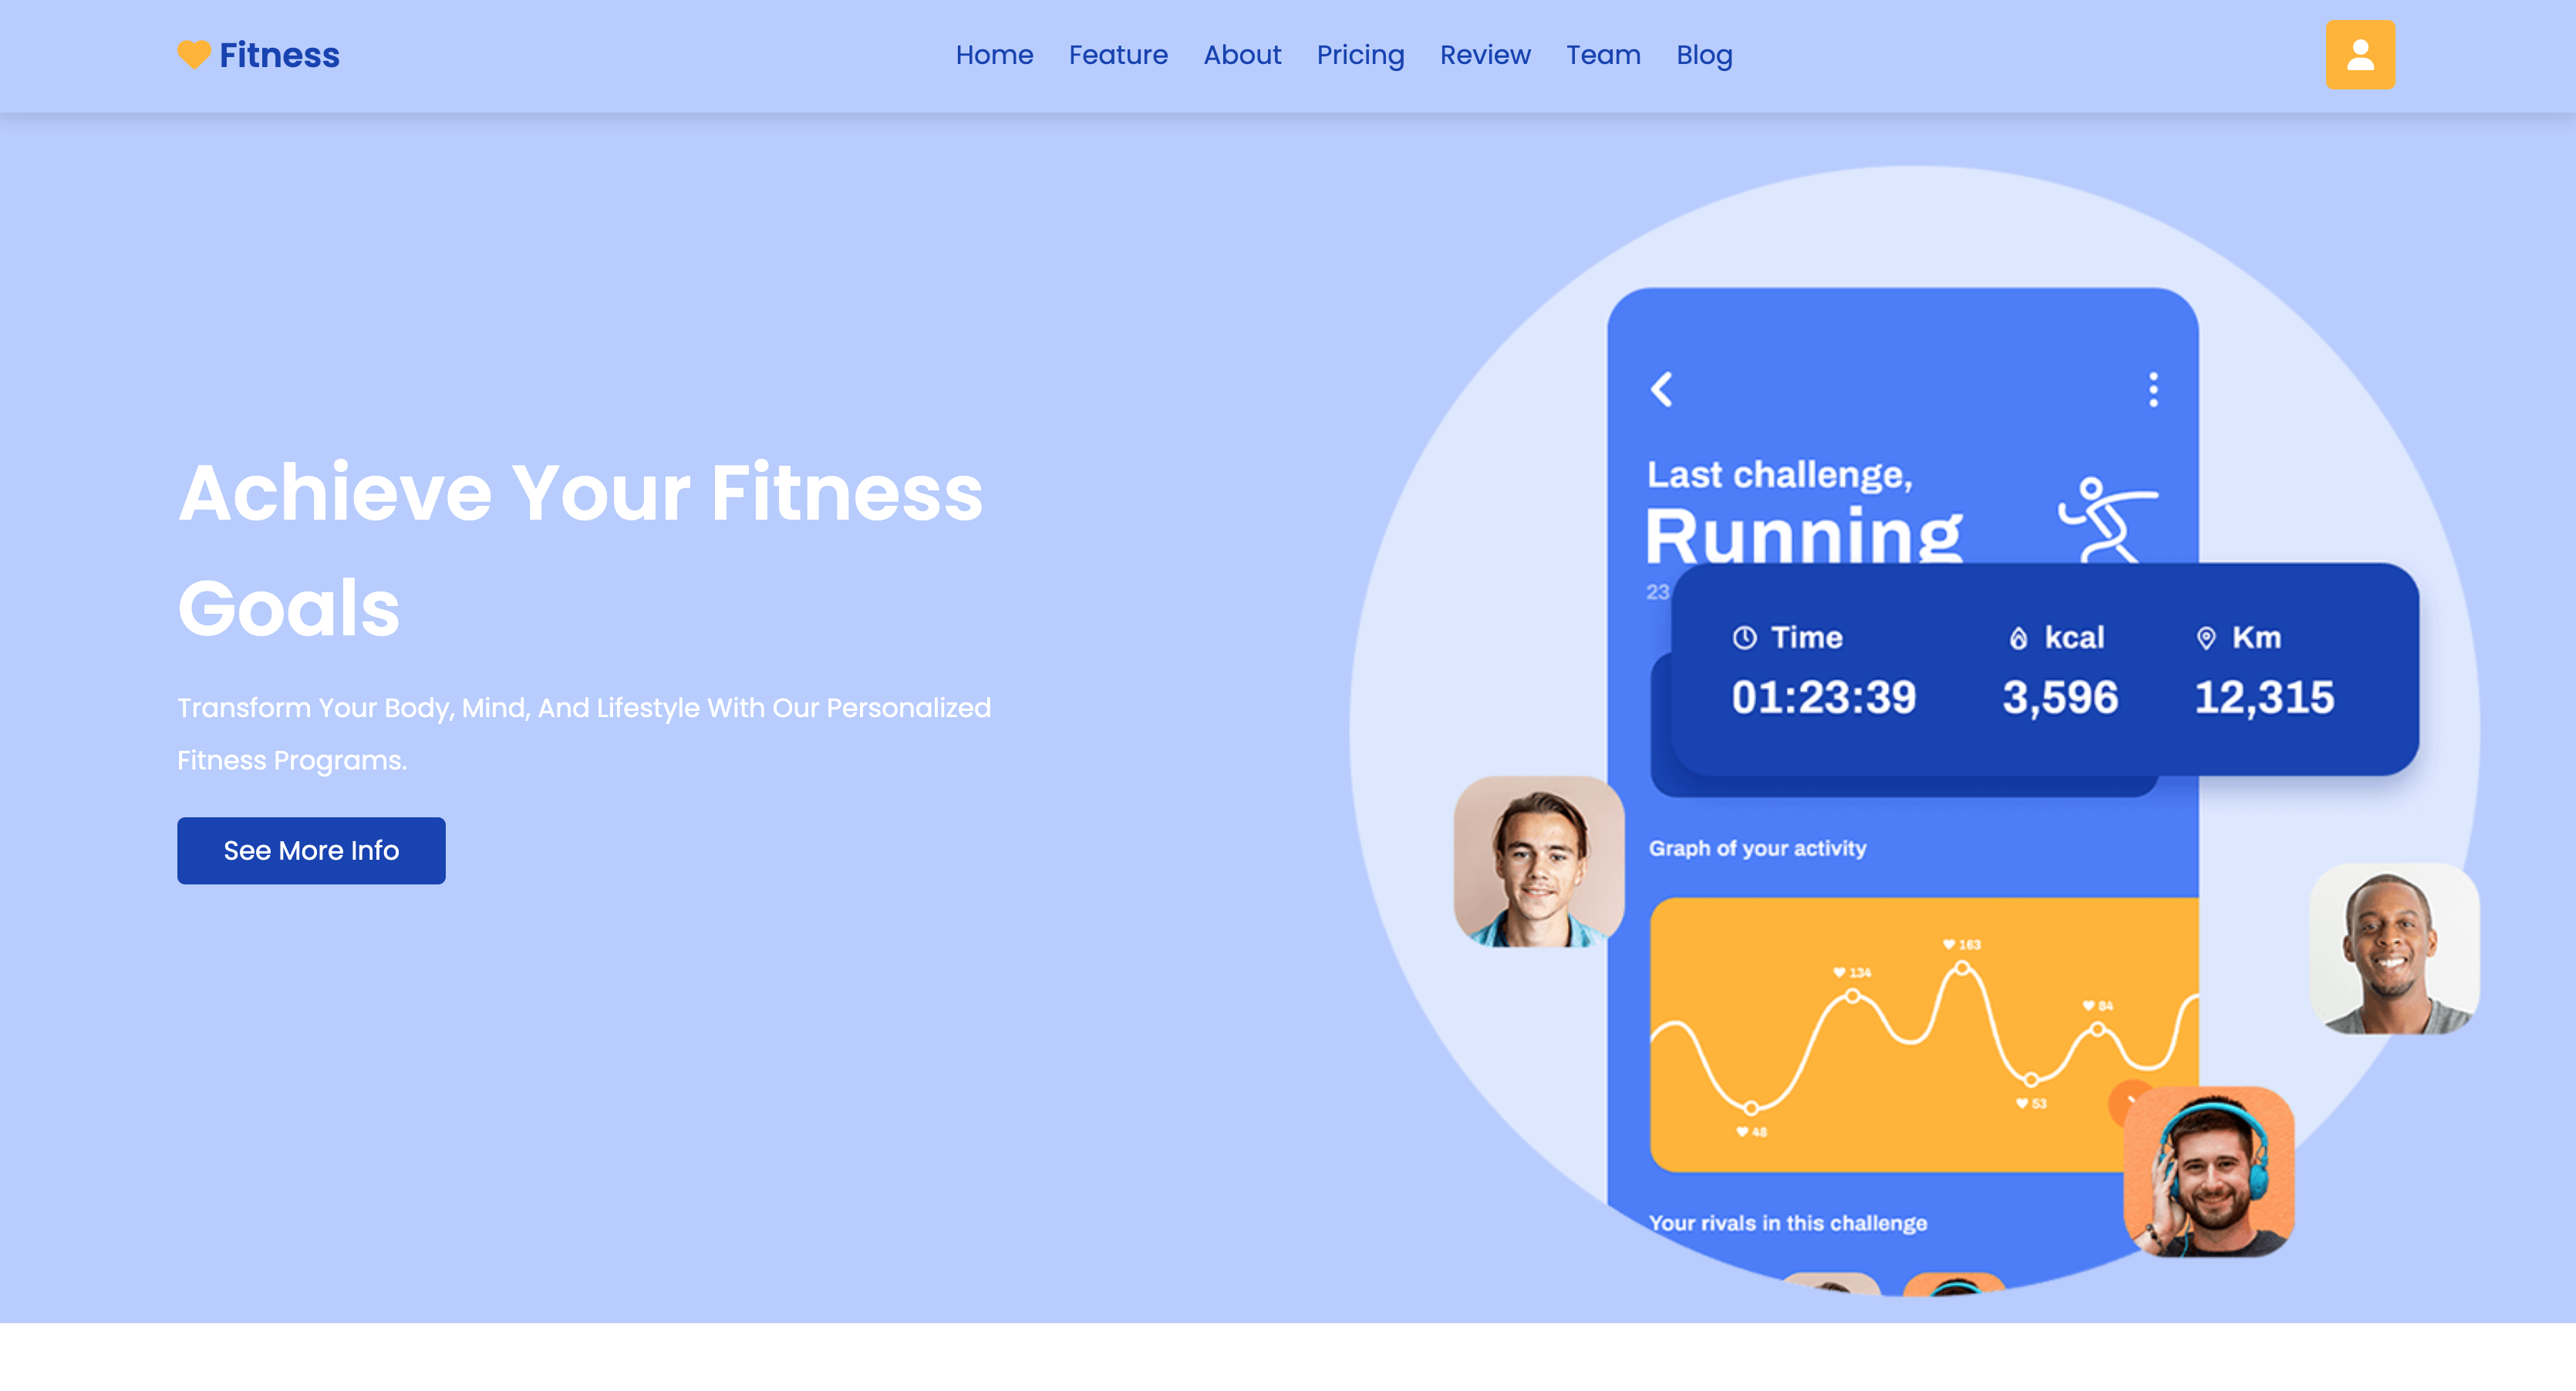 Fitness
Home Feature About Pricing Review Team Blog
Achieve Your Fitness
Goals
Transform Your Body, Mind, And Lifestyle With Our Personalized
Fitness Programs.
See More Info
Last challenge,
Running
23
Time kcal Km
01:23:39 3,596 12,315
Graph of your activity
163
134
84
53
48
Your rivals in this challenge